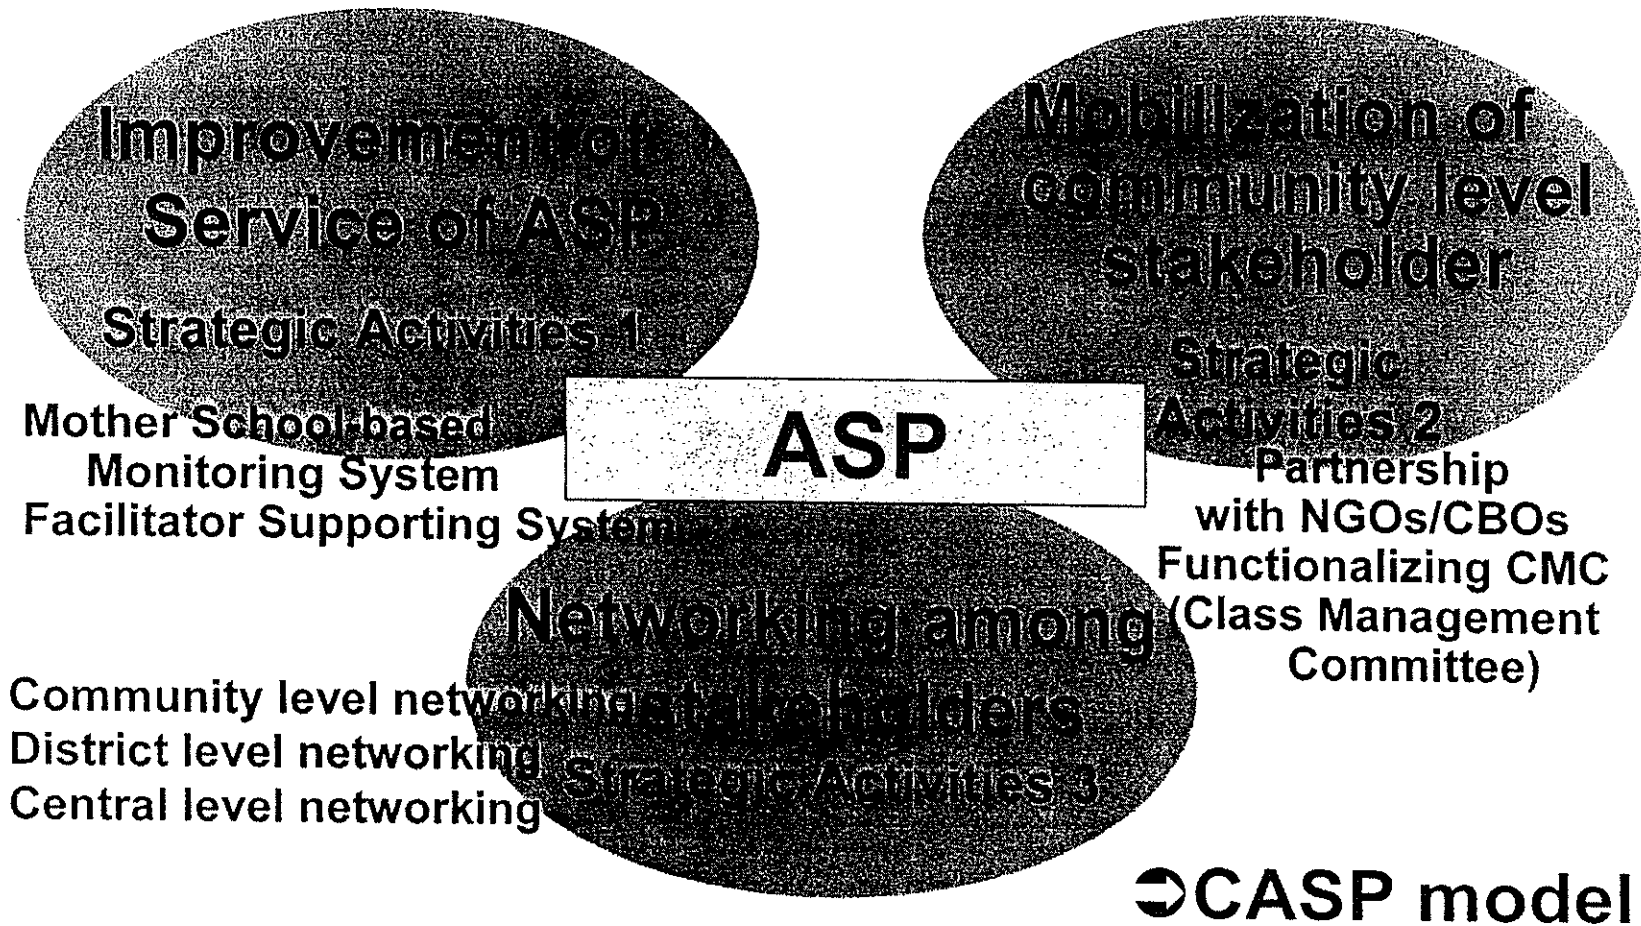 Improvement of
Service of ASP
Strategic Activities 1
Mother School-based
Monitoring System
Facilitator Supporting System
Mobilization of
community level
stakeholder
Strategic
Activities 2
Partnership
with NGOs/CBOs
Functionalizing CMC
(Class Management
Committee)
ASP
Networking among
stakeholders
Strategic Activities 3
Community level networking
District level networking
Central level networking
➲CASP model